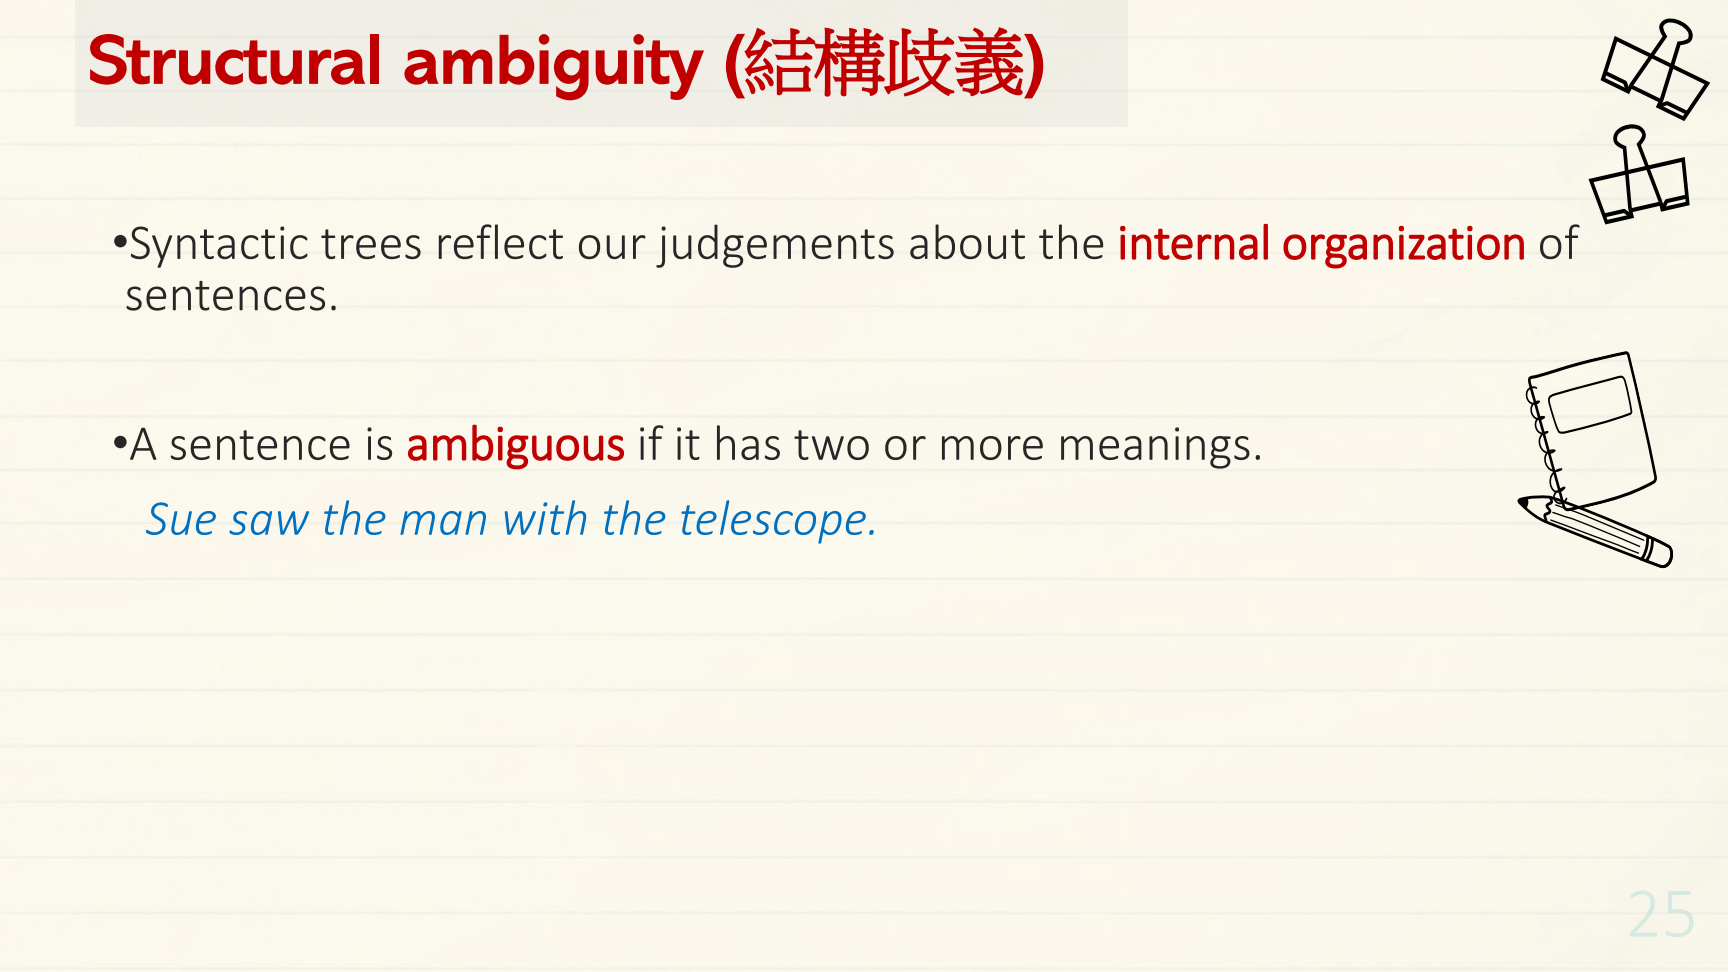 Structural ambiguity (結構歧義)
•Syntactic trees reflect our judgements about the internal organization of
sentences.
•A sentence is ambiguous if it has two or more meanings.
Sue saw the man with the telescope.
25